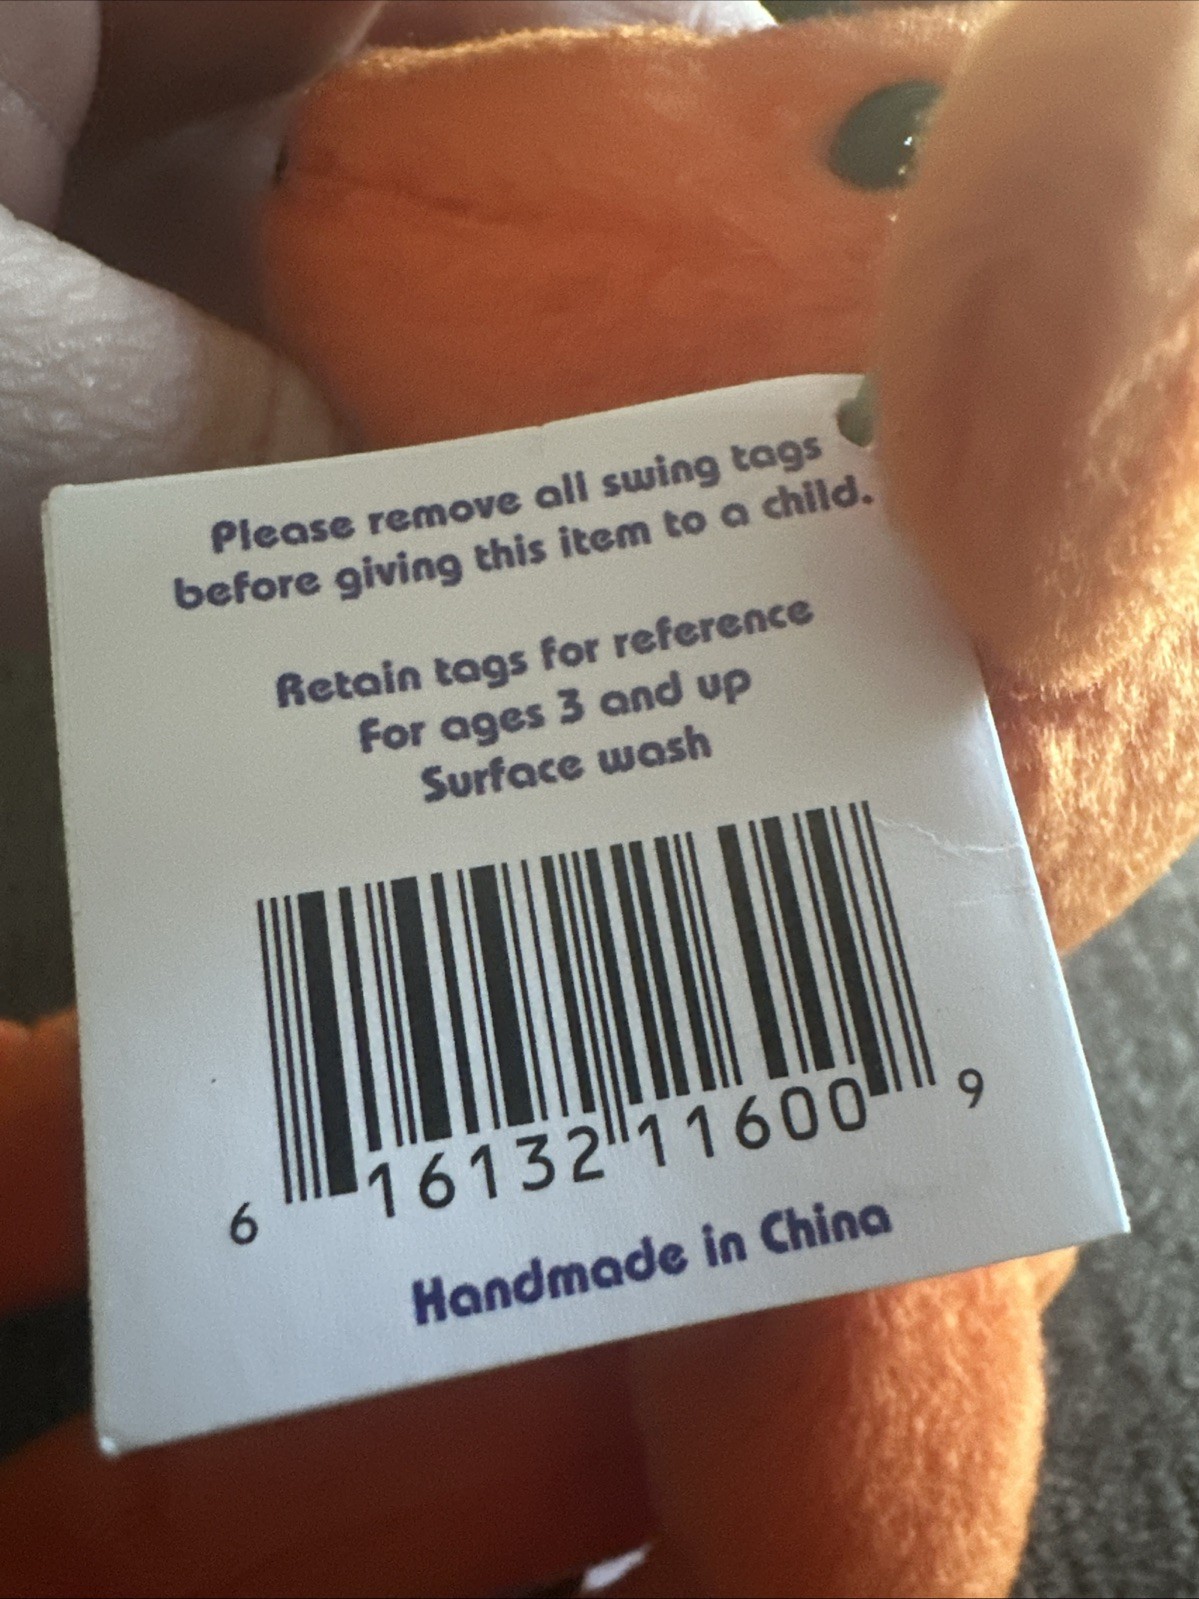 Please remove all swing tags
before giving this item to a child.
Retain tags for reference
For ages 3 and up
Surface wash
6 16132 11600 9
Handmade in China